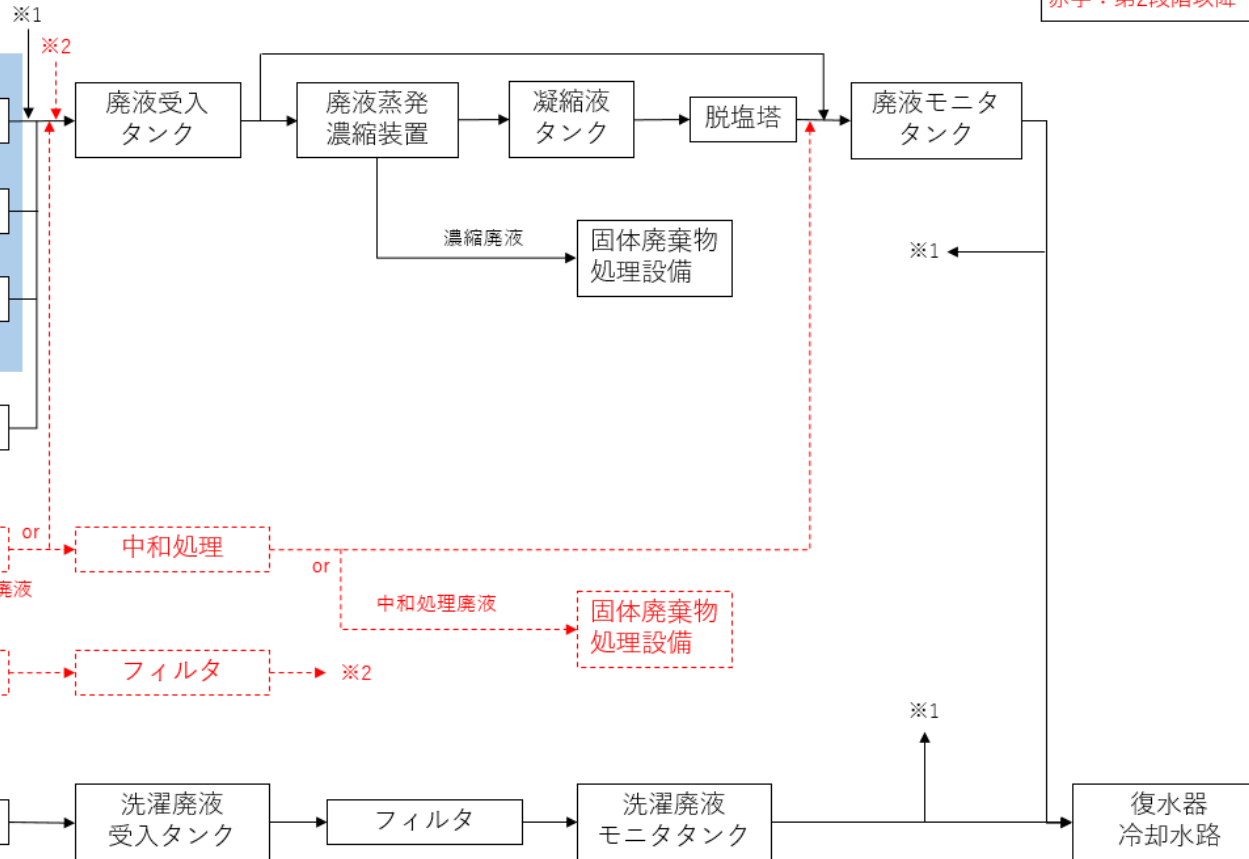 ※1
※2
廃液受入
タンク
廃液蒸発
濃縮装置
凝縮液
タンク
脱塩塔
廃液モニタ
タンク
濃縮廃液
固体廃棄物
処理設備
※1
or
中和処理
or
廃液
中和処理廃液
固体廃棄物
処理設備
フィルタ
※2
※1
洗濯廃液
受入タンク
フィルタ
洗濯廃液
モニタタンク
復水器
冷却水路